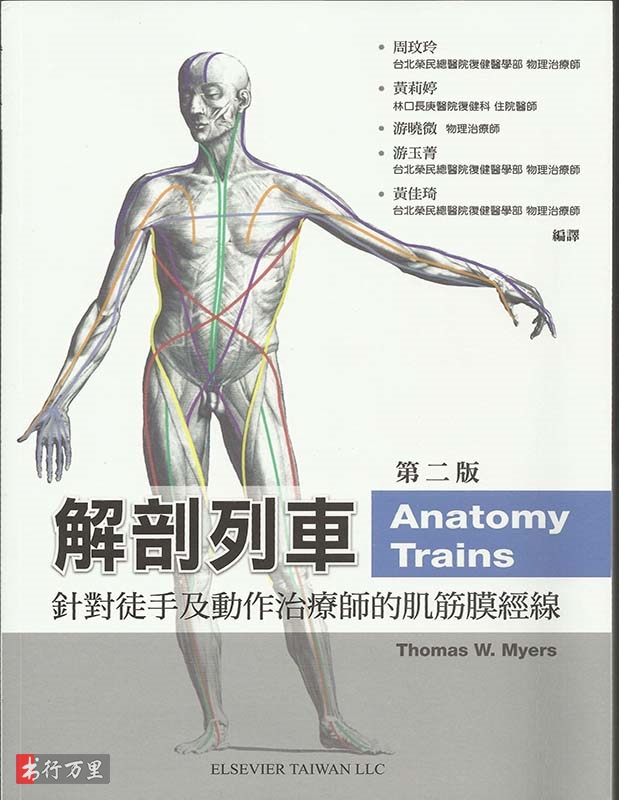 • 周玟玲
台北榮民總醫院復健醫學部 物理治療師
• 黃莉婷
林口長庚醫院復健科 住院醫師
• 游曉微 物理治療師
• 游玉菁
台北榮民總醫院復健醫學部 物理治療師
• 黃佳琦
台北榮民總醫院復健醫學部 物理治療師
編譯
第二版
解剖列車
Anatomy
Trains
針對徒手及動作治療師的肌筋膜經線
Thomas W. Myers
书行万里
ELSEVIER TAIWAN LLC